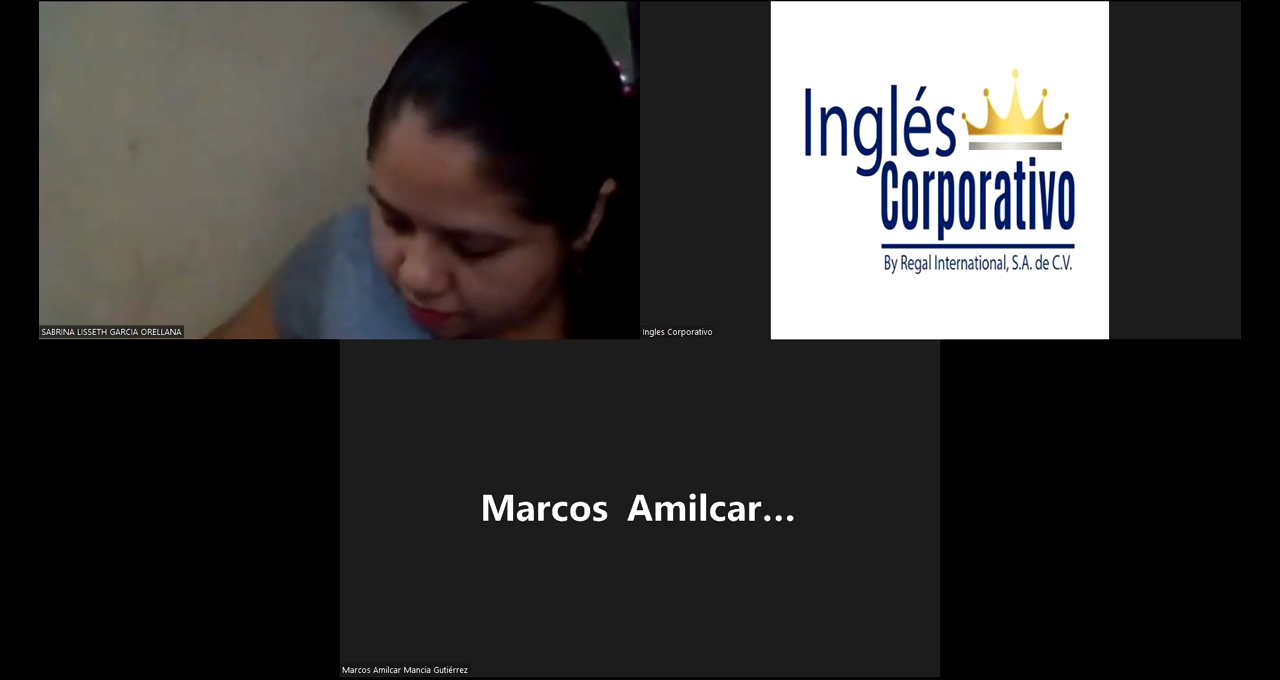 SABRINA LISSETH GARCIA ORELLANA
Inglés
Corporativo
By Regal International, S.A. de C.V.
Ingles Corporativo
Marcos Amilcar...
Marcos Amilcar Mancia Gutiérrez